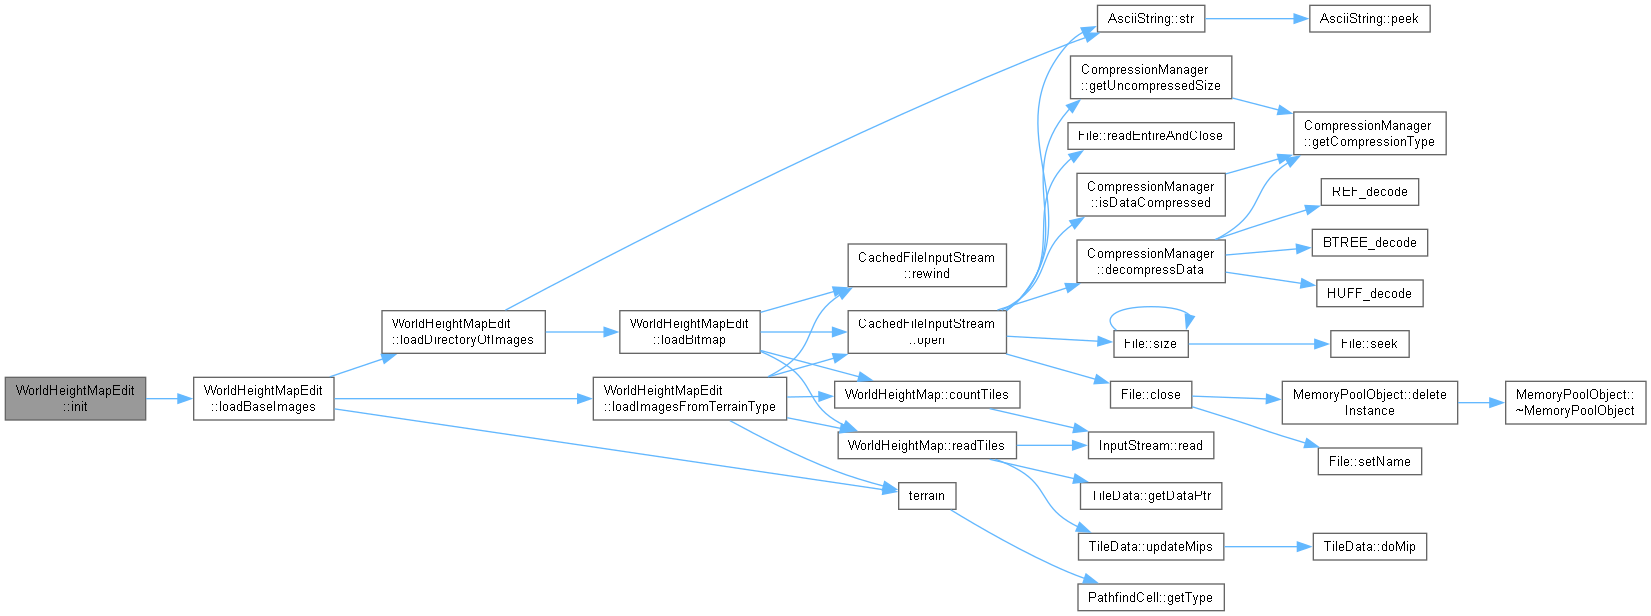 WorldHeightMapEdit
::init
WorldHeightMapEdit
::loadBaseImages
WorldHeightMapEdit
::loadDirectoryOfImages
WorldHeightMapEdit
::loadImagesFromTerrainType
WorldHeightMapEdit
::loadBitmap
CachedFileInputStream
::rewind
CachedFileInputStream
::open
WorldHeightMap::countTiles
WorldHeightMap::readTiles
terrain
AsciiString::str
AsciiString::peek
CompressionManager
::getUncompressedSize
File::readEntireAndClose
CompressionManager
::isDataCompressed
CompressionManager
::decompressData
CompressionManager
::getCompressionType
REF_decode
BTREE_decode
HUFF_decode
File::size
File::seek
File::close
MemoryPoolObject::delete
Instance
MemoryPoolObject::
~MemoryPoolObject
File::setName
InputStream::read
TileData::getDataPtr
TileData::updateMips
TileData::doMip
PathfindCell::getType